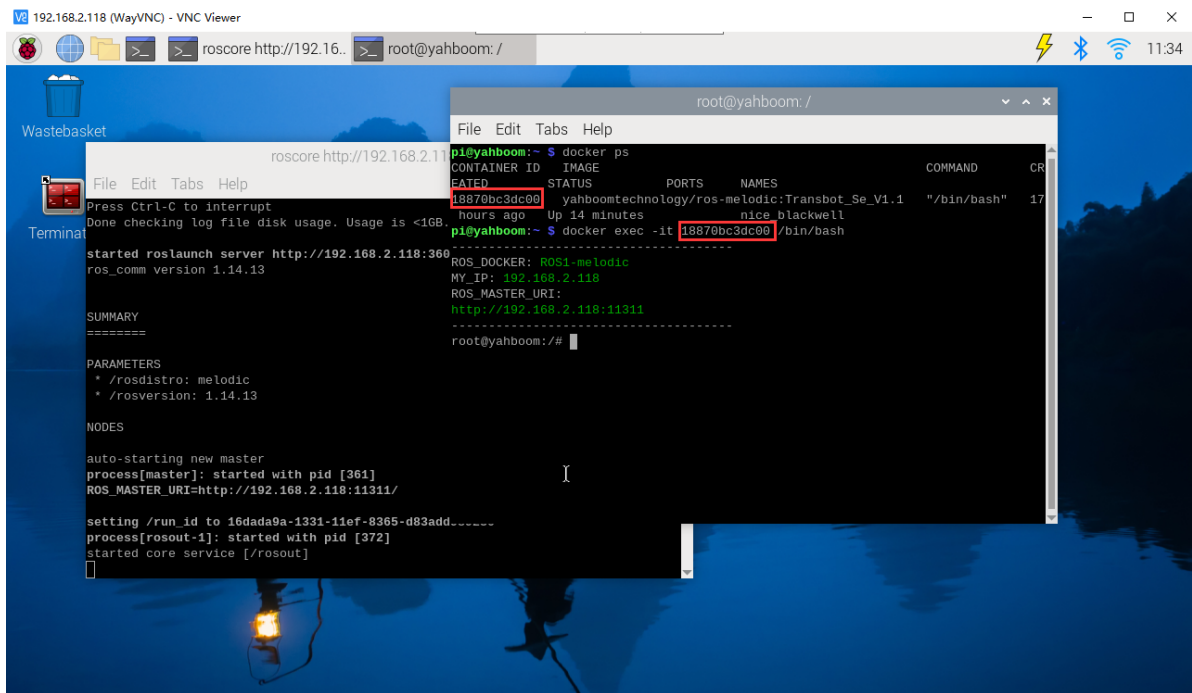 192.168.2.118 (WayVNC) - VNC Viewer
roscore http://192.16..
root@yahboom: /
11:34
Wastebasket
Terminat
roscore http://192.168.2.11
File Edit Tabs Help
Press Ctrl-C to interrupt
Done checking log file disk usage. Usage is <1GB.
started roslaunch server http://192.168.2.118:360
ros_comm version 1.14.13
SUMMARY
========
PARAMETERS
* /rosdistro: melodic
* /rosversion: 1.14.13
NODES
auto-starting new master
process[master]: started with pid [361]
ROS_MASTER_URI=http://192.168.2.118:11311/
setting /run_id to 16dada9a-1331-11ef-8365-d83add
process[rosout-1]: started with pid [372]
started core service [/rosout]
root@yahboom: /
File Edit Tabs Help
pi@yahboom:~ $ docker ps
CONTAINER ID IMAGE COMMAND CR
EATED STATUS PORTS NAMES
18870bc3dc00 yahboomtechnology/ros-melodic:Transbot_Se_V1.1 "/bin/bash" 17
hours ago Up 14 minutes nice_blackwell
pi@yahboom:~ $ docker exec -it 18870bc3dc00 /bin/bash
--------------------------------------
ROS_DOCKER: ROS1-melodic
MY_IP: 192.168.2.118
ROS_MASTER_URI:
http://192.168.2.118:11311
--------------------------------------
root@yahboom:/#